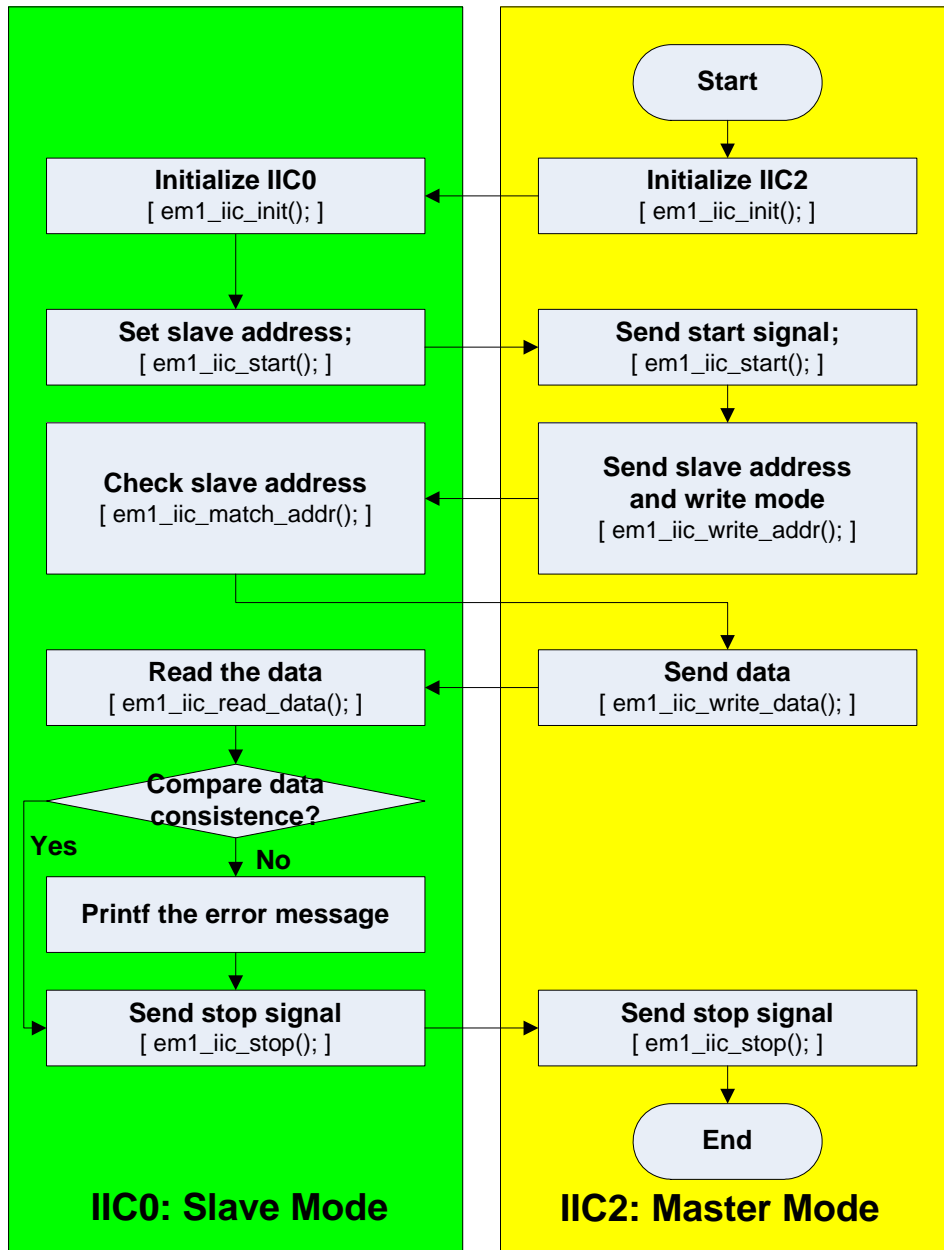 Start
Initialize IIC0
[ em1_iic_init(); ]
Initialize IIC2
[ em1_iic_init(); ]
Set slave address;
[ em1_iic_start(); ]
Send start signal;
[ em1_iic_start(); ]
Check slave address
[ em1_iic_match_addr(); ]
Send slave address
and write mode
[ em1_iic_write_addr(); ]
Read the data
[ em1_iic_read_data(); ]
Send data
[ em1_iic_write_data(); ]
Compare data
consistence?
Yes
No
Printf the error message
Send stop signal
[ em1_iic_stop(); ]
Send stop signal
[ em1_iic_stop(); ]
End
IIC0: Slave Mode
IIC2: Master Mode